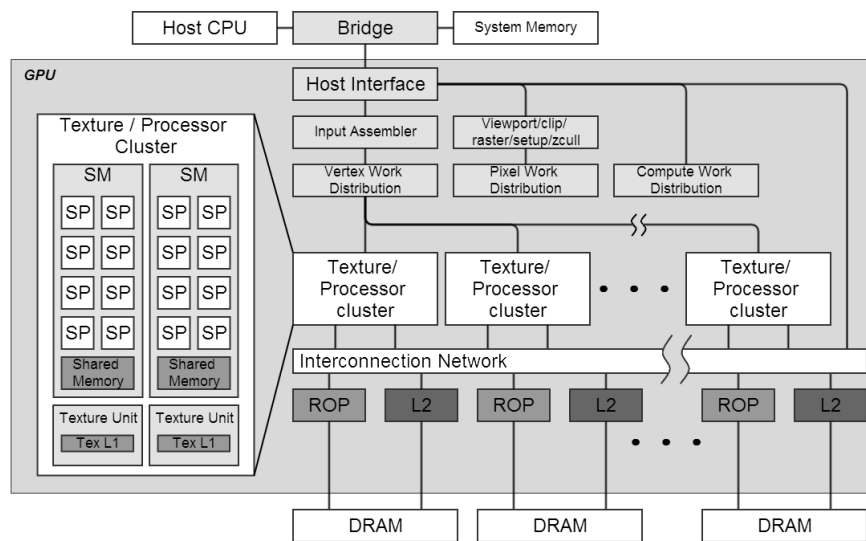 Host CPU
Bridge
System Memory
GPU
Host Interface
Texture / Processor
Cluster
Input Assembler
Viewport/clip/
raster/setup/zcull
SM
SM
Vertex Work
Distribution
Pixel Work
Distribution
Compute Work
Distribution
SP SP SP SP
SP SP SP SP
SP SP SP SP
SP SP SP SP
Texture/
Processor
cluster
Texture/
Processor
cluster
Texture/
Processor
cluster
Shared
Memory
Shared
Memory
Interconnection Network
Texture Unit
Tex L1
Texture Unit
Tex L1
ROP
L2
ROP
L2
ROP
L2
DRAM
DRAM
DRAM